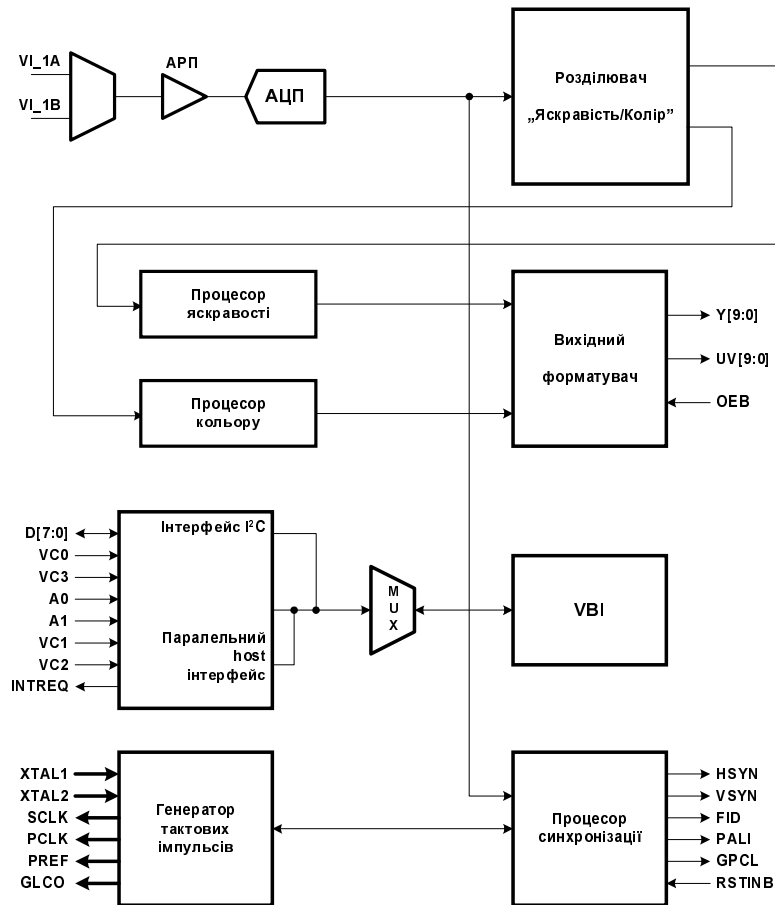 VI_1A
VI_1B
АРП
АЦП
Розділювач
„Яскравість/Колір”
Процесор
яскравості
Процесор
кольору
Вихідний
форматувач
Y[9:0]
UV[9:0]
OEB
D[7:0]
VC0
VC3
A0
A1
VC1
VC2
INTREQ
Інтерфейс I²C
Паралельний
host
інтерфейс
M
U
X
VBI
XTAL1
XTAL2
SCLK
PCLK
PREF
GLCO
Генератор
тактових
імпульсів
Процесор
синхронізації
HSYN
VSYN
FID
PALI
GPCL
RSTINB